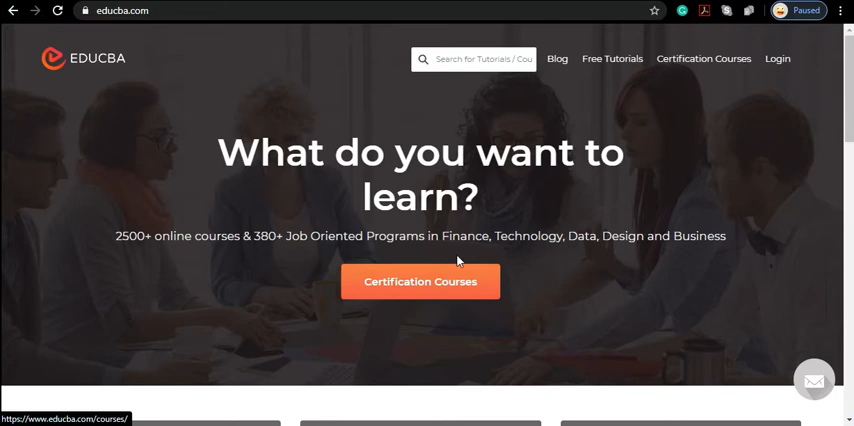 educba.com
Paused
EDUCBA
Search for Tutorials / Cou
Blog
Free Tutorials
Certification Courses
Login
What do you want to
learn?
2500+ online courses & 380+ Job Oriented Programs in Finance, Technology, Data, Design and Business
Certification Courses
https://www.educba.com/courses/